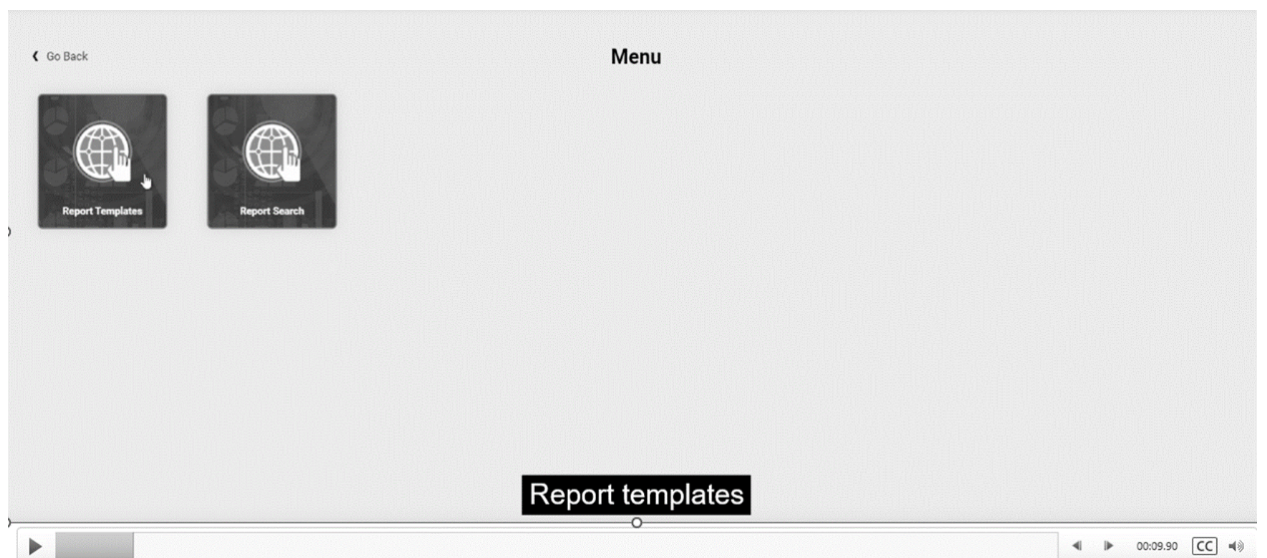 Go Back
Menu
Report Templates
Report Search
Report templates
00:09.90
CC